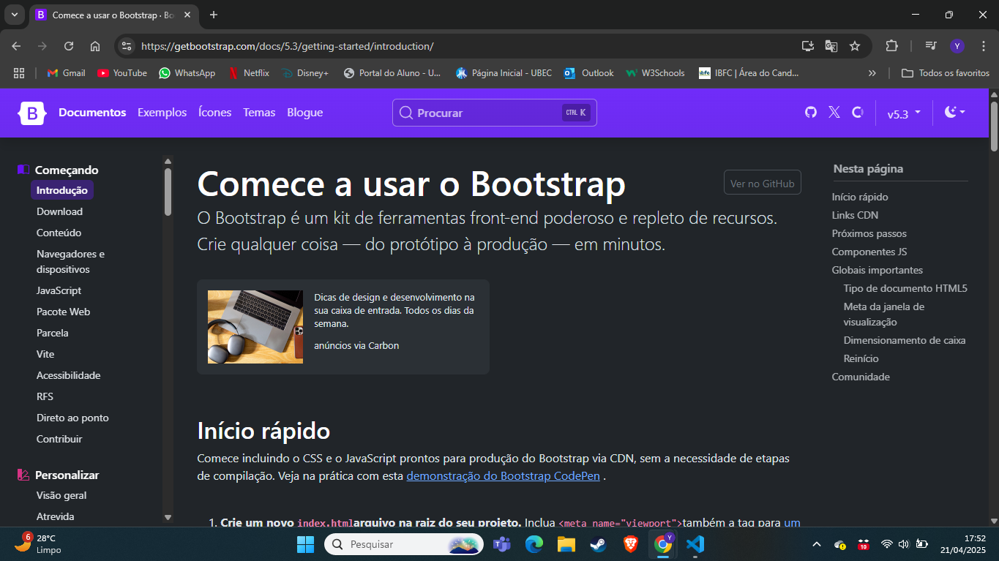 Comece a usar o Bootstrap · Bo
https://getbootstrap.com/docs/5.3/getting-started/introduction/
Y
Gmail
YouTube
WhatsApp
Netflix
Disney+
Portal do Aluno - U...
Página Inicial - UBEC
Outlook
W3Schools
IBFC | Área do Cand...
Todos os favoritos
B
Documentos
Exemplos
Ícones
Temas
Blogue
Procurar
CTRL K
v5.3
Começando
Introdução
Download
Conteúdo
Navegadores e
dispositivos
JavaScript
Pacote Web
Parcela
Vite
Acessibilidade
RFS
Direto ao ponto
Contribuir
Personalizar
Visão geral
Atrevida
Comece a usar o Bootstrap
Ver no GitHub
O Bootstrap é um kit de ferramentas front-end poderoso e repleto de recursos.
Crie qualquer coisa — do protótipo à produção — em minutos.
Dicas de design e desenvolvimento na
sua caixa de entrada. Todos os dias da
semana.
anúncios via Carbon
Início rápido
Comece incluindo o CSS e o JavaScript prontos para produção do Bootstrap via CDN, sem a necessidade de etapas
de compilação. Veja na prática com esta demonstração do Bootstrap CodePen .
1. Crie um novo index.htmlarquivo na raiz do seu projeto. Inclua <meta name="viewport">também a tag para um
Nesta página
Início rápido
Links CDN
Próximos passos
Componentes JS
Globais importantes
Tipo de documento HTML5
Meta da janela de
visualização
Dimensionamento de caixa
Reinício
Comunidade
6
28°C
Limpo
Pesquisar
Y
10
17:52
21/04/2025